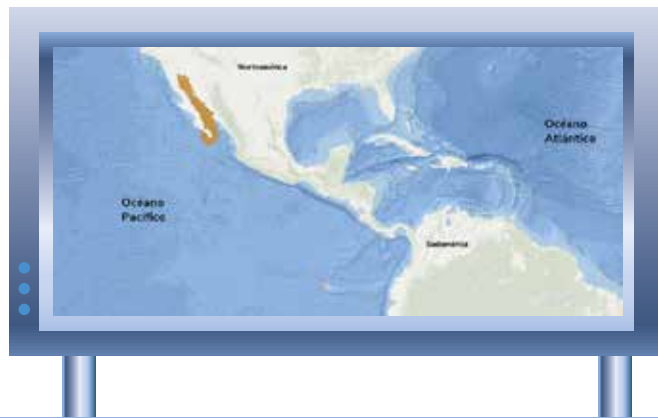 Norteamérica
Océano
Atlántico
Océano
Pacífico
Sudamérica